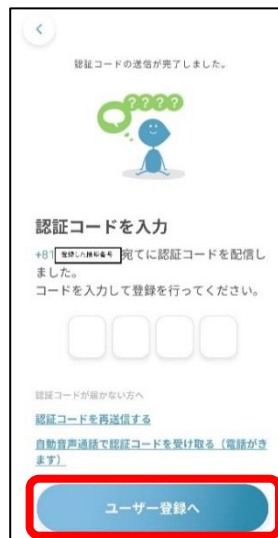 認証コードの送信が完了しました。
????
認証コードを入力
+81 登録した携帯番号 宛てに認証コードを配信し
ました。
コードを入力して登録を行ってください。
認証コードが届かない方へ
認証コードを再送信する
自動音声通話で認証コードを受け取る（電話がき
ます）
ユーザー登録へ